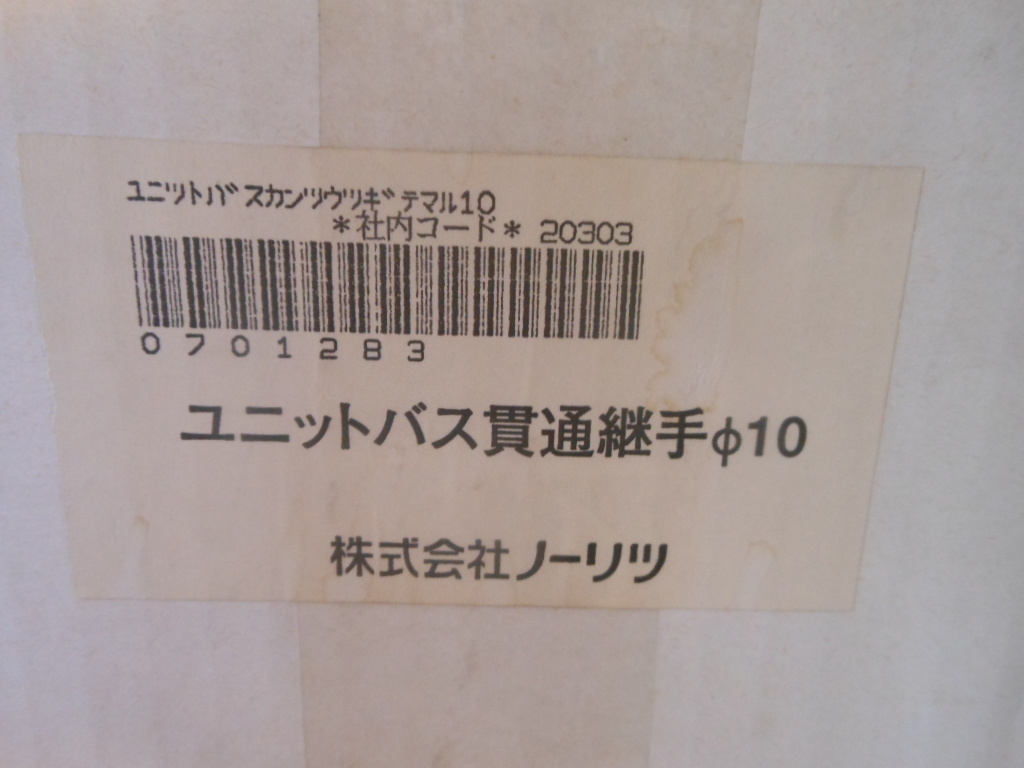 ユニットバスカンツウツギテマル10
*社内コード* 20303
0701283
ユニットバス貫通継手φ10
株式会社ノーリツ